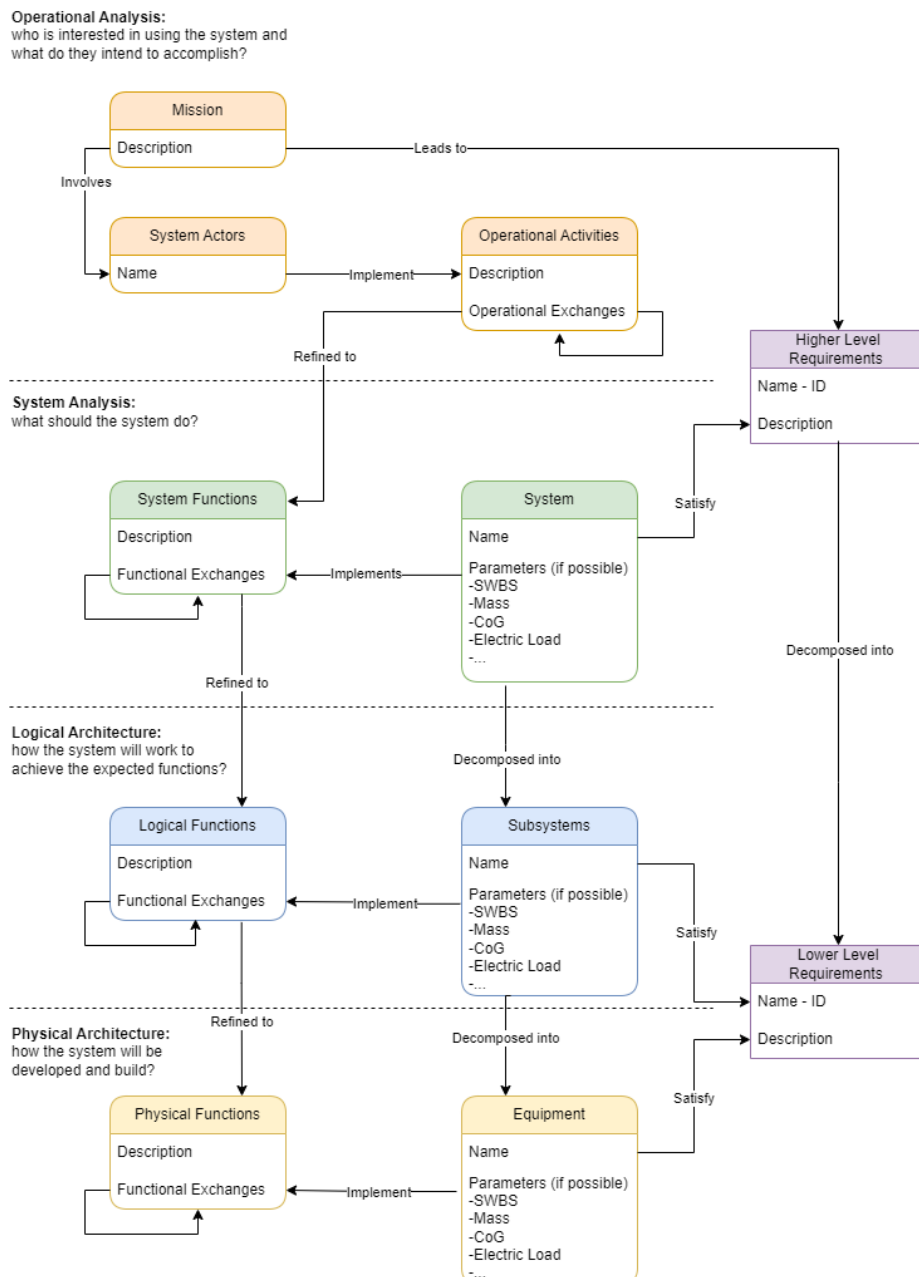 Operational Analysis:
who is interested in using the system and
what do they intend to accomplish?
Mission
Description
Leads to
Involves
System Actors
Name
Implement
Operational Activities
Description
Operational Exchanges
Refined to
Higher Level
Requirements
Name - ID
Description
System Analysis:
what should the system do?
System Functions
Description
Functional Exchanges
Implements
System
Name
Parameters (if possible)
-SWBS
-Mass
-CoG
-Electric Load
-...
Satisfy
Decomposed into
Refined to
Logical Architecture:
how the system will work to
achieve the expected functions?
Decomposed into
Logical Functions
Description
Functional Exchanges
Implement
Subsystems
Name
Parameters (if possible)
-SWBS
-Mass
-CoG
-Electric Load
-...
Satisfy
Lower Level
Requirements
Name - ID
Description
Refined to
Physical Architecture:
how the system will be
developed and build?
Decomposed into
Physical Functions
Description
Functional Exchanges
Implement
Equipment
Name
Parameters (if possible)
-SWBS
-Mass
-CoG
-Electric Load
-...
Satisfy